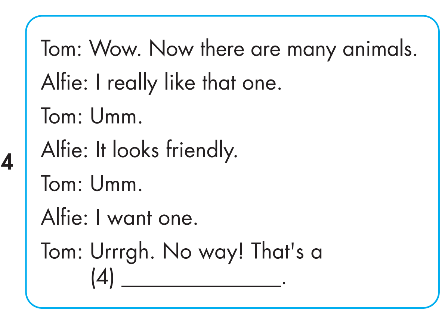 Tom: Wow. Now there are many animals.
Alfie: I really like that one.
Tom: Umm.
Alfie: It looks friendly.
4
Tom: Umm.
Alfie: I want one.
Tom: Urrrgh. No way! That's a
(4) _______________.